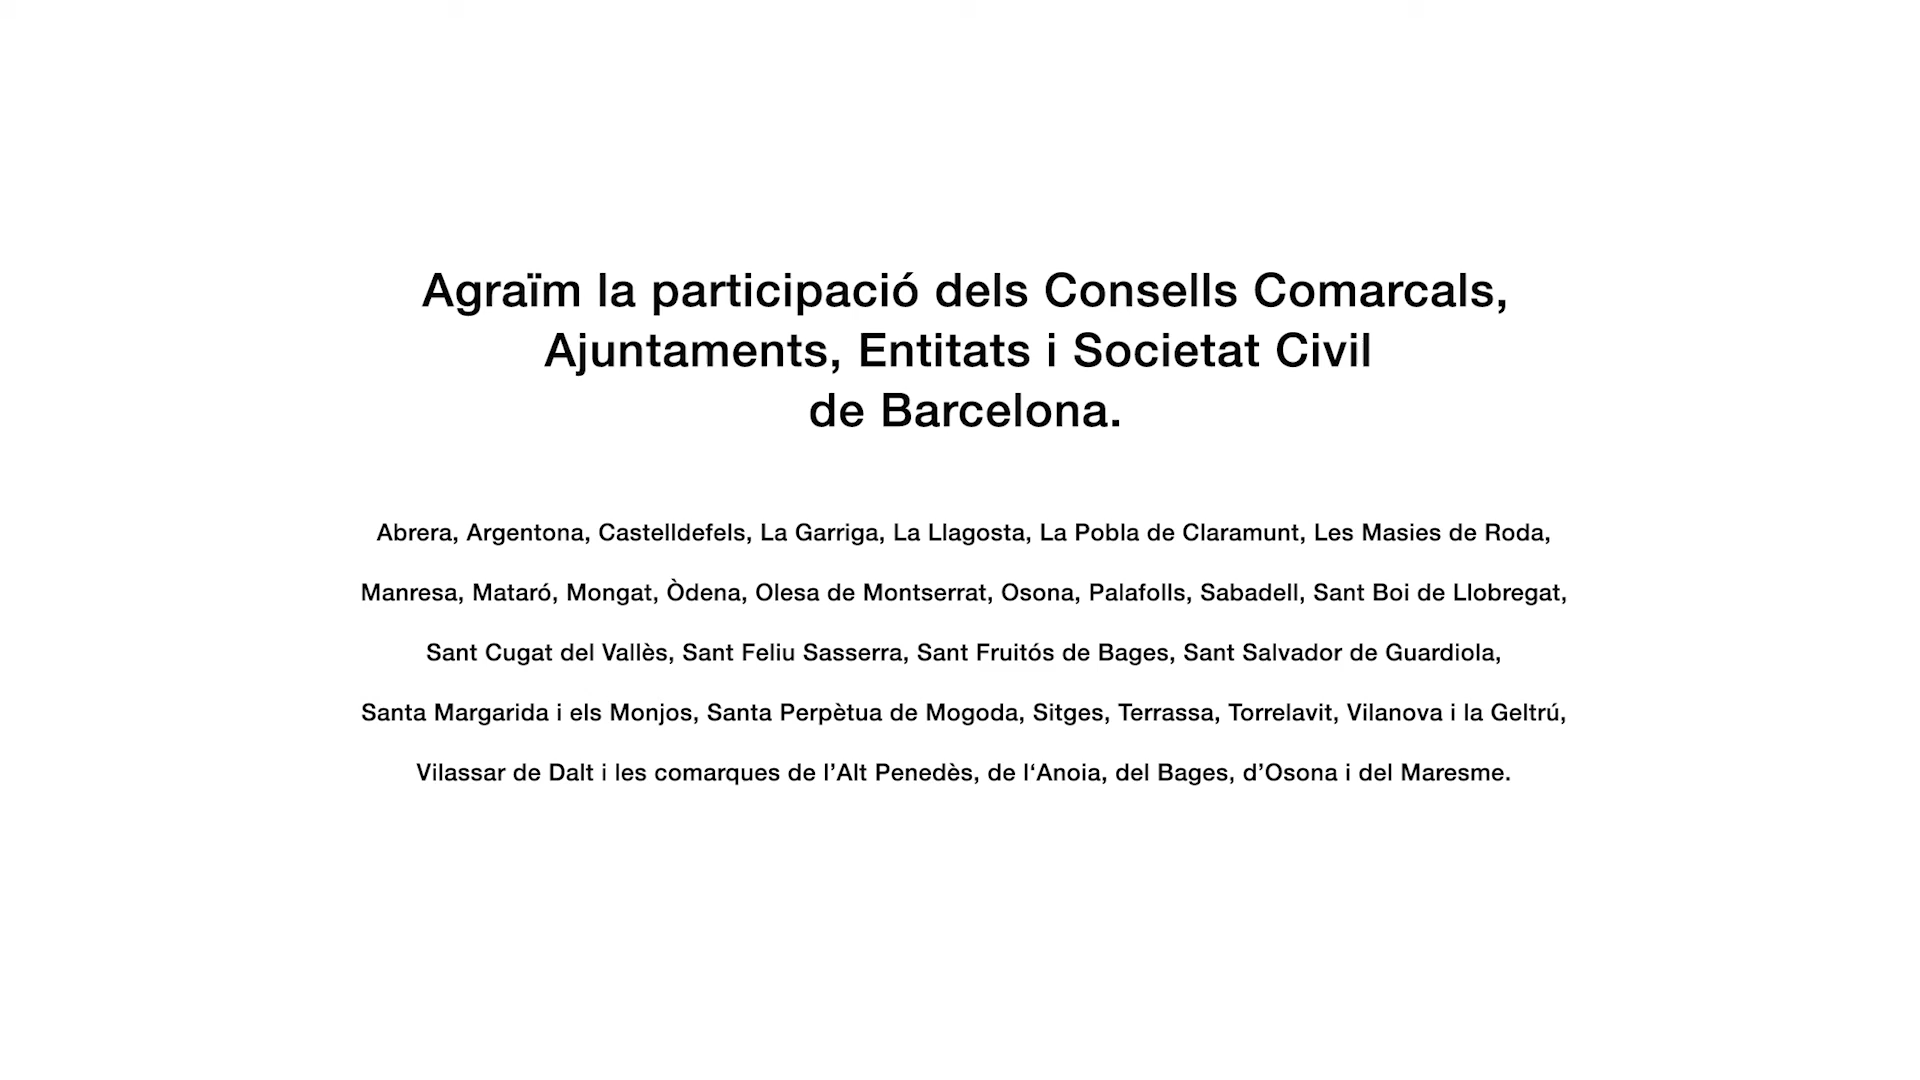 Agraïm la participació dels Consells Comarcals,
Ajuntaments, Entitats i Societat Civil
de Barcelona.
Abrera, Argentona, Castelldefels, La Garriga, La Llagosta, La Pobla de Claramunt, Les Masies de Roda,
Manresa, Mataró, Mongat, Òdena, Olesa de Montserrat, Osona, Palafolls, Sabadell, Sant Boi de Llobregat,
Sant Cugat del Vallès, Sant Feliu Sasserra, Sant Fruitós de Bages, Sant Salvador de Guardiola,
Santa Margarida i els Monjos, Santa Perpètua de Mogoda, Sitges, Terrassa, Torrelavit, Vilanova i la Geltrú,
Vilassar de Dalt i les comarques de l’Alt Penedès, de l‘Anoia, del Bages, d’Osona i del Maresme.